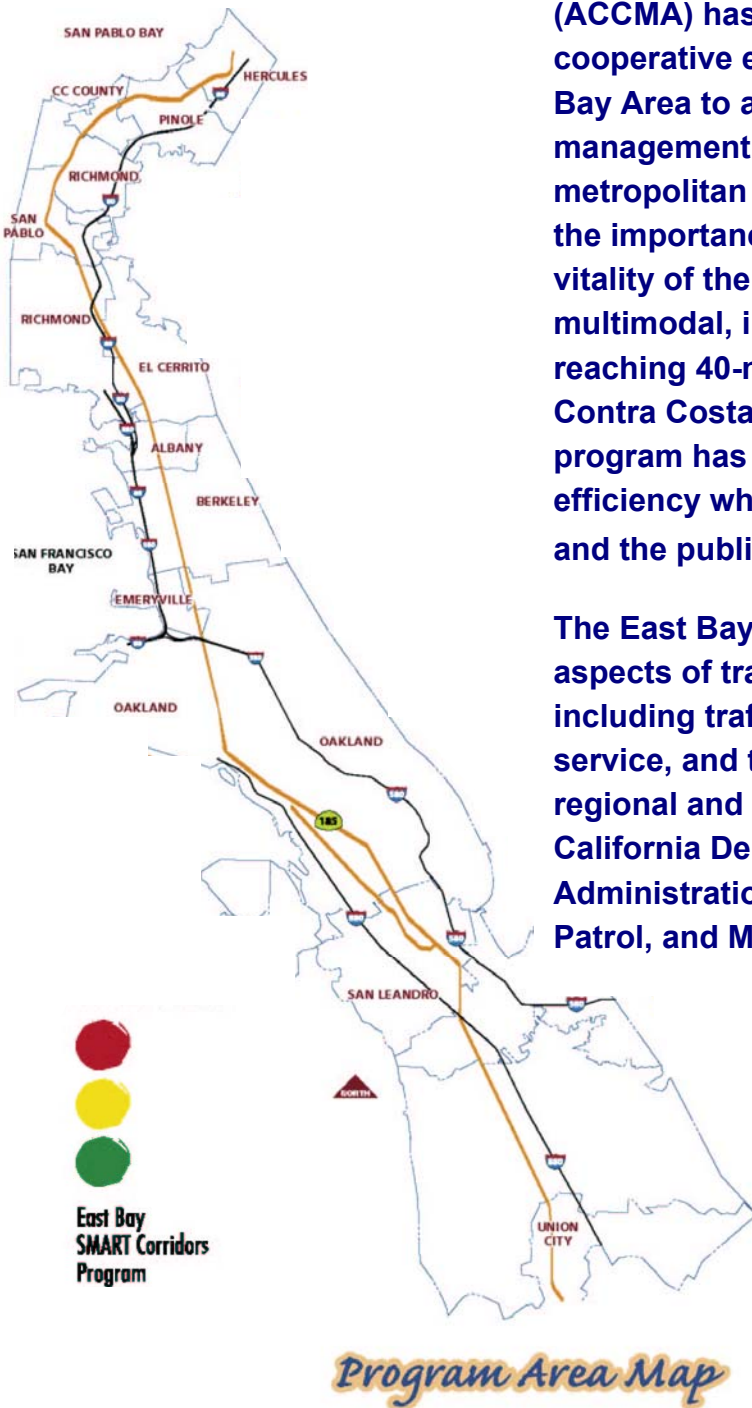 SAN PABLO BAY
HERCULES
CC COUNTY
PINOLE
RICHMOND
SAN
PABLO
RICHMOND
EL CERRITO
ALBANY
BERKELEY
SAN FRANCISCO
BAY
EMERYVILLE
OAKLAND
OAKLAND
185
SAN LEANDRO
NORTH
UNION
CITY
East Bay
SMART Corridors
Program
Program Area Map
(ACCMA) has
cooperative e
Bay Area to a
management
metropolitan
the importanc
vitality of the
multimodal, i
reaching 40-
Contra Costa
program has
efficiency wh
and the publi
The East Bay
aspects of tra
including traf
service, and t
regional and
California De
Administratio
Patrol, and M